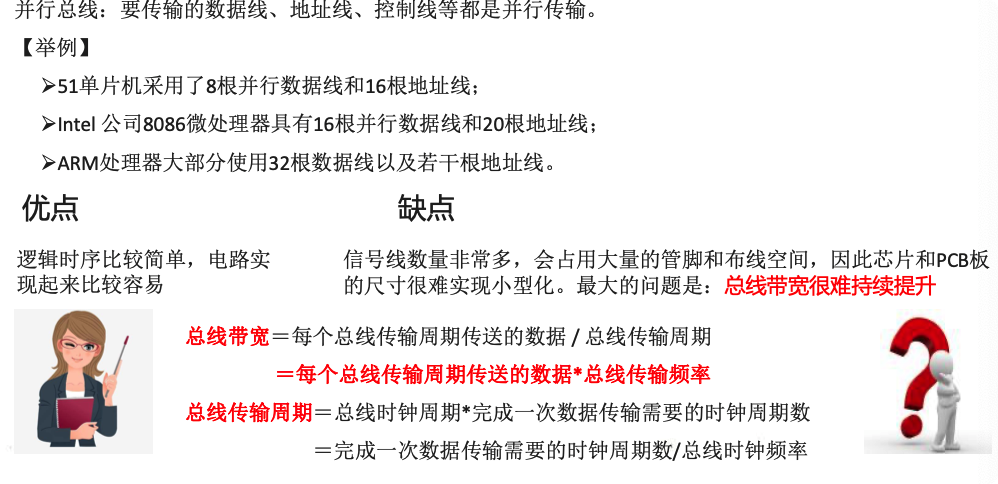 并行总线：要传输的数据线、地址线、控制线等都是并行传输。
【举例】
➢51单片机采用了8根并行数据线和16根地址线；
➢Intel 公司8086微处理器具有16根并行数据线和20根地址线；
➢ARM处理器大部分使用32根数据线以及若干根地址线。
优点
逻辑时序比较简单，电路实
现起来比较容易
缺点
信号线数量非常多，会占用大量的管脚和布线空间，因此芯片和PCB板
的尺寸很难实现小型化。最大的问题是：总线带宽很难持续提升
总线带宽＝每个总线传输周期传送的数据 / 总线传输周期
＝每个总线传输周期传送的数据*总线传输频率
总线传输周期＝总线时钟周期*完成一次数据传输需要的时钟周期数
＝完成一次数据传输需要的时钟周期数/总线时钟频率